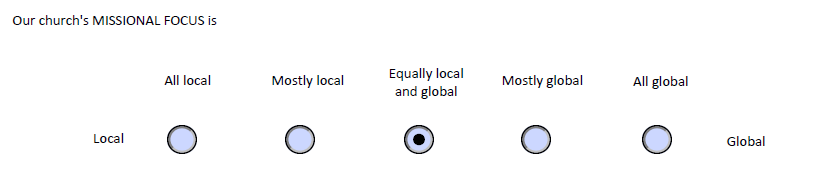 Our church's MISSIONAL FOCUS is
All local
Mostly local
Equally local
and global
Mostly global
All global
Local
Global